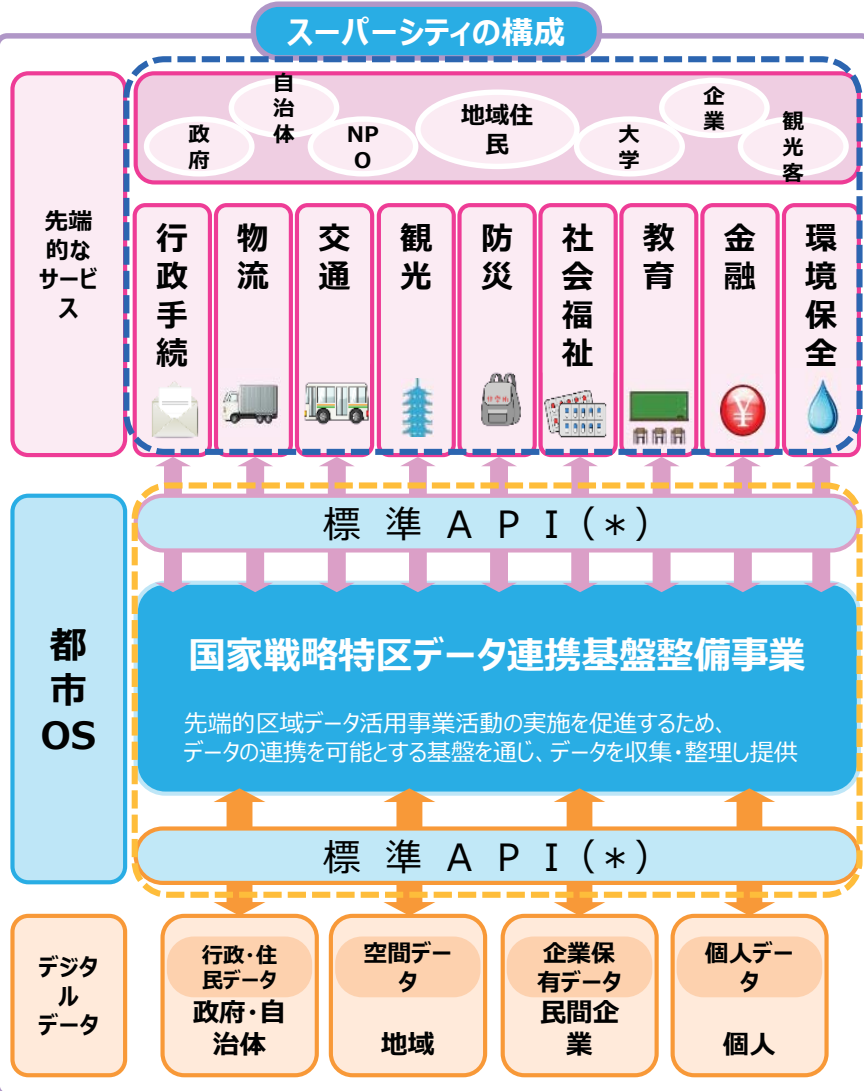 スーパーシティの構成
先端
的な
サービ
ス
政
府
自
治
体
NP
O
地域住
民
大
学
企
業
観
光
客
行政手続
物流
交通
観光
防災
社会福祉
教育
金融
環境保全
都
市
OS
標準API(*)
国家戦略特区データ連携基盤整備事業
先端的区域データ活用事業活動の実施を促進するため、
データの連携を可能とする基盤を通じ、データを収集・整理し提供
標準API(*)
デジタ
ル
データ
行政・住
民データ
政府・自
治体
空間デー
タ
地域
企業保
有データ
民間企
業
個人デー
タ
個人